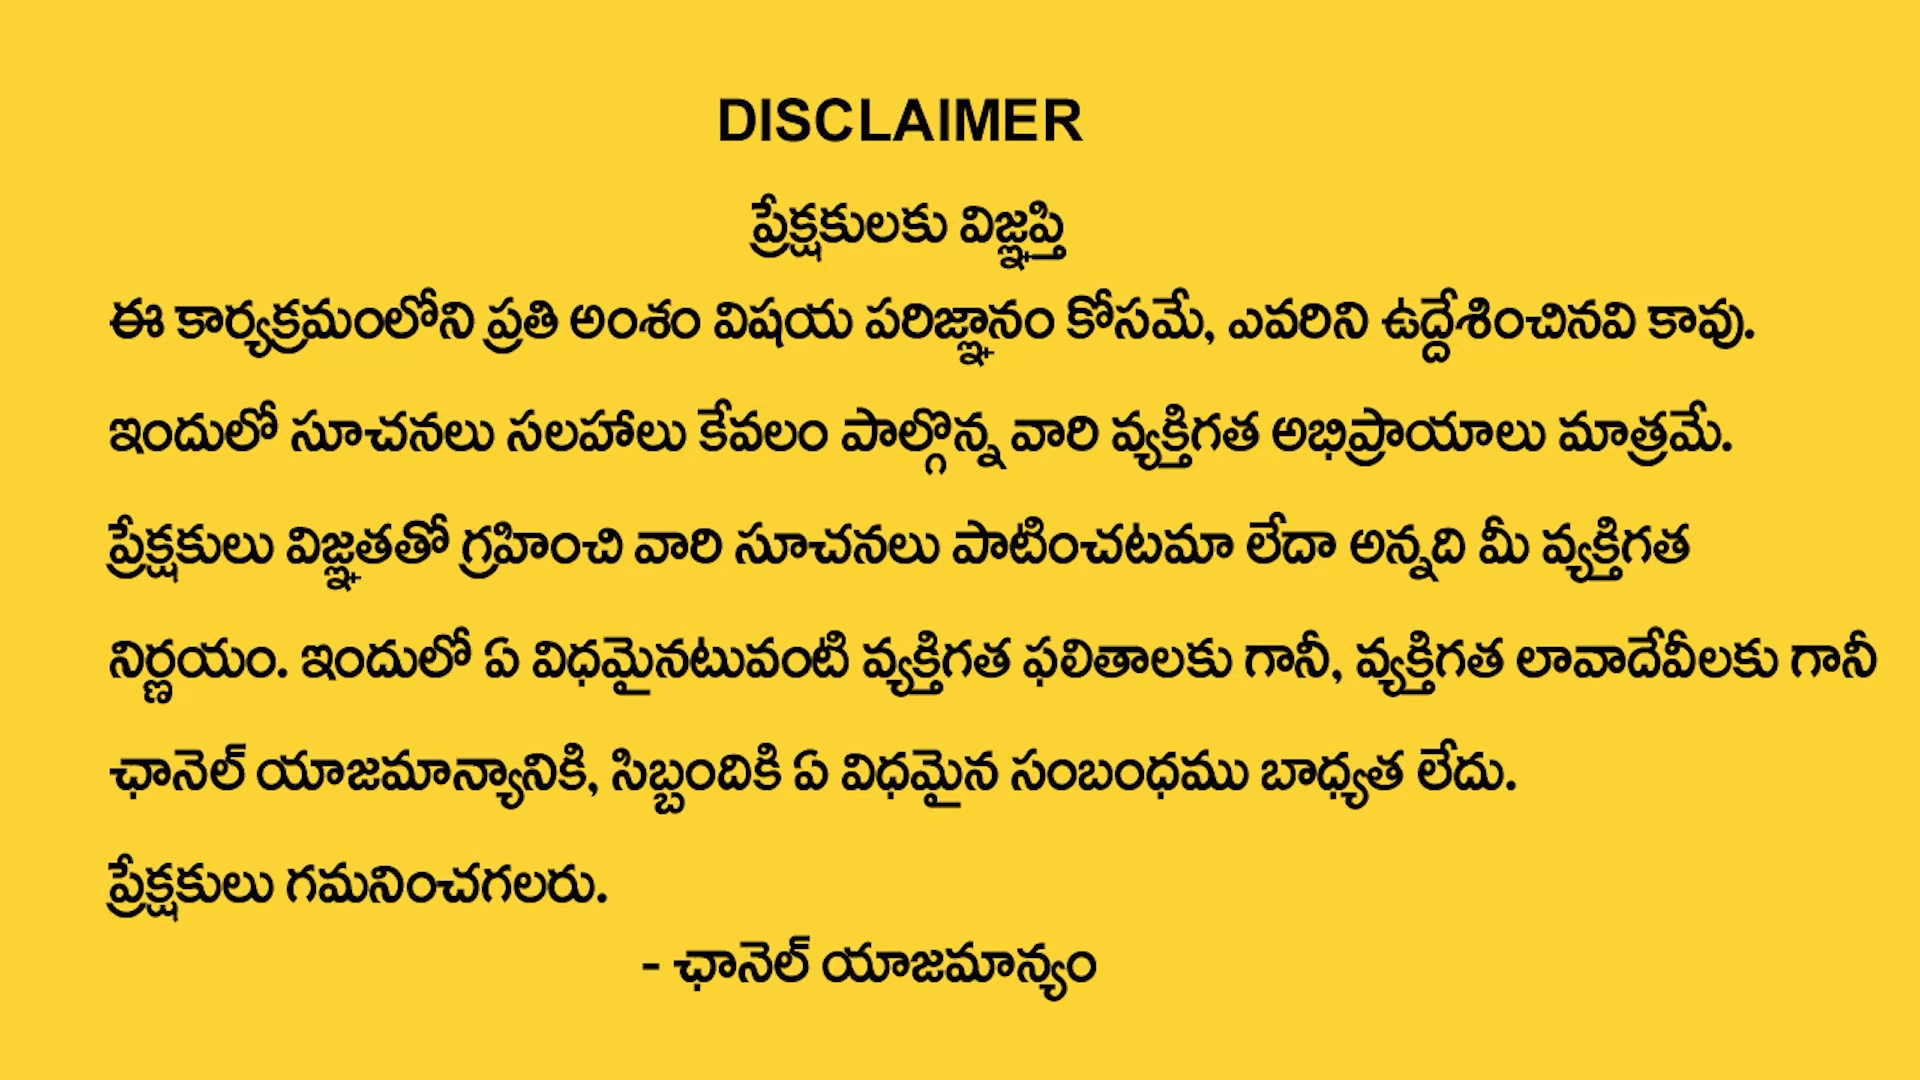 DISCLAIMER
ప్రేక్షకులకు విజ్ఞప్తి
ఈ కార్యక్రమంలోని ప్రతి అంశం విషయ పరిజ్ఞానం కోసమే, ఎవరిని ఉద్దేశించినవి కావు.
ఇందులో సూచనలు సలహాలు కేవలం పాల్గొన్న వారి వ్యక్తిగత అభిప్రాయాలు మాత్రమే.
ప్రేక్షకులు విజ్ఞతతో గ్రహించి వారి సూచనలు పాటించటమా లేదా అన్నది మీ వ్యక్తిగత
నిర్ణయం. ఇందులో ఏ విధమైనటువంటి వ్యక్తిగత ఫలితాలకు గానీ, వ్యక్తిగత లావాదేవీలకు గానీ
ఛానెల్ యాజమాన్యానికి, సిబ్బందికి ఏ విధమైన సంబంధము బాధ్యత లేదు.
ప్రేక్షకులు గమనించగలరు.
- ఛానెల్ యాజమాన్యం